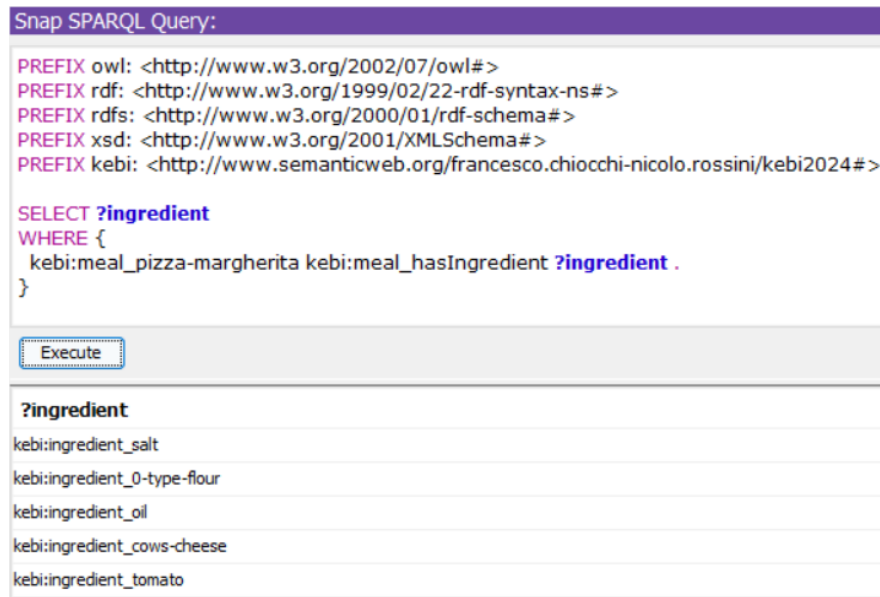 Snap SPARQL Query:
PREFIX owl: <http://www.w3.org/2002/07/owl#>
PREFIX rdf: <http://www.w3.org/1999/02/22-rdf-syntax-ns#>
PREFIX rdfs: <http://www.w3.org/2000/01/rdf-schema#>
PREFIX xsd: <http://www.w3.org/2001/XMLSchema#>
PREFIX kebi: <http://www.semanticweb.org/francesco.chiocchi-nicolo.rossini/kebi2024#>
SELECT ?ingredient
WHERE {
kebi:meal_pizza-margherita kebi:meal_hasIngredient ?ingredient .
}
Execute
?ingredient
kebi:ingredient_salt
kebi:ingredient_0-type-flour
kebi:ingredient_oil
kebi:ingredient_cows-cheese
kebi:ingredient_tomato